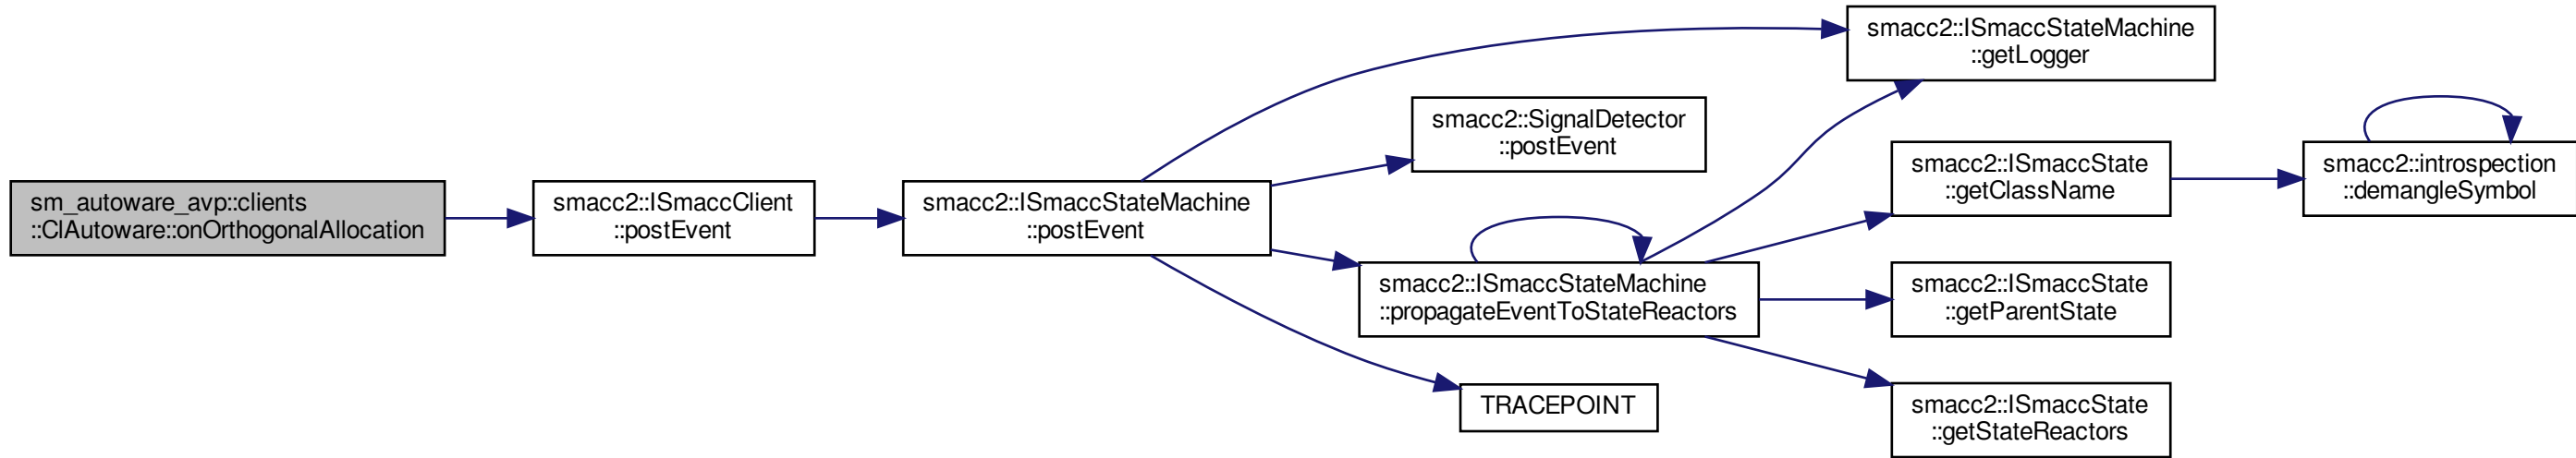 sm_autoware_avp::clients
::ClAutoware::onOrthogonalAllocation
smacc2::ISmaccClient
::postEvent
smacc2::ISmaccStateMachine
::postEvent
smacc2::ISmaccStateMachine
::getLogger
smacc2::SignalDetector
::postEvent
smacc2::ISmaccStateMachine
::propagateEventToStateReactors
TRACEPOINT
smacc2::ISmaccState
::getClassName
smacc2::ISmaccState
::getParentState
smacc2::ISmaccState
::getStateReactors
smacc2::introspection
::demangleSymbol